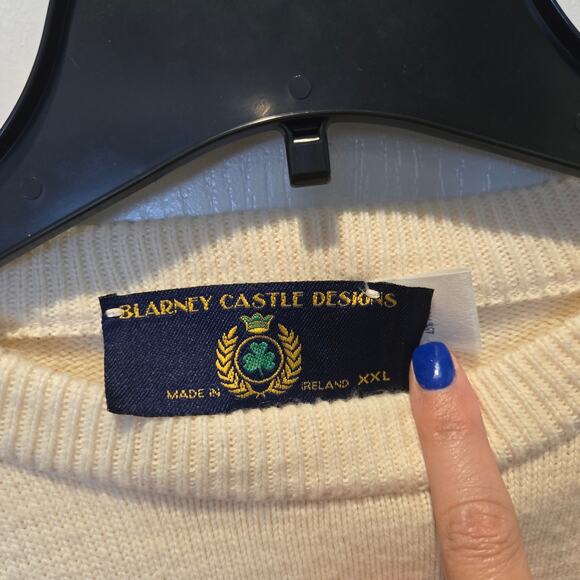 BLARNEY CASTLE DESIGNS
MADE IN IRELAND XXL